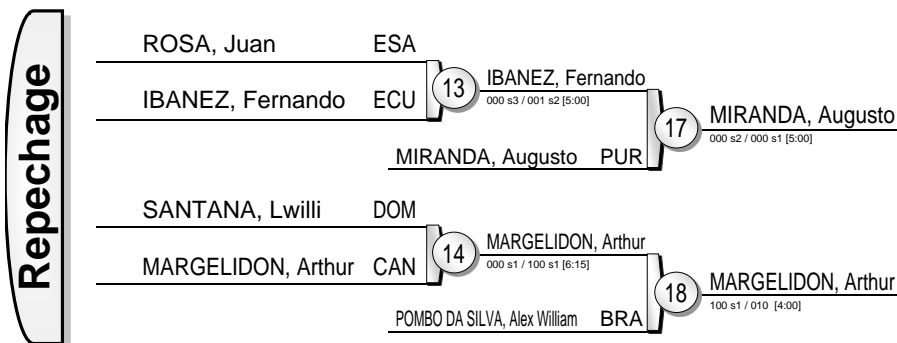 Repechage
ROSA, Juan ESA
IBANEZ, Fernando ECU
13
IBANEZ, Fernando
000 s3 / 001 s2 [5:00]
MIRANDA, Augusto PUR
17
MIRANDA, Augusto
000 s2 / 000 s1 [5:00]
SANTANA, Lwilli DOM
MARGELIDON, Arthur CAN
14
MARGELIDON, Arthur
000 s1 / 100 s1 [6:15]
POMBO DA SILVA, Alex William BRA
18
MARGELIDON, Arthur
100 s1 / 010 [4:00]